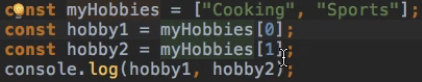 const myHobbies = ["Cooking", "Sports"];
const hobby1 = myHobbies[0];
const hobby2 = myHobbies[1];
console.log(hobby1, hobby2);